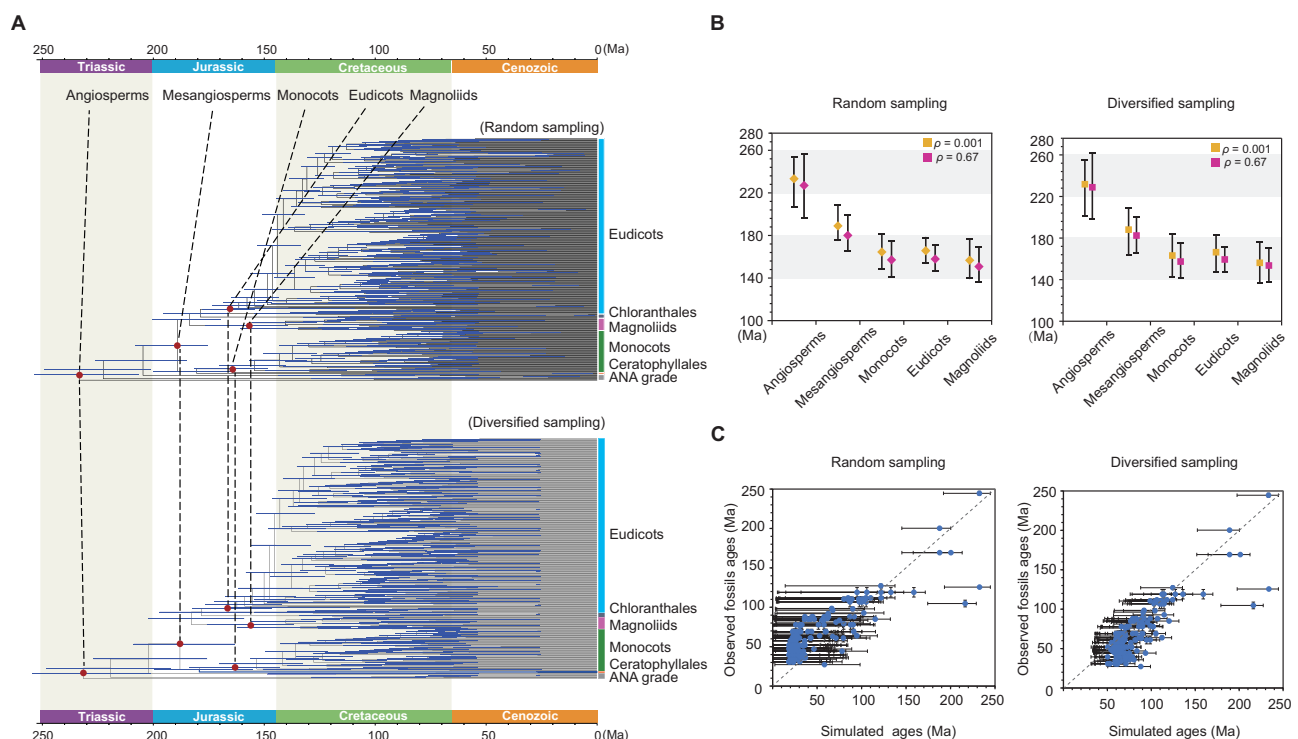 A
250 200 150 100 50 0 (Ma)
Triassic Jurassic Cretaceous Cenozoic
Angiosperms Mesangiosperms Monocots Eudicots Magnoliids
(Random sampling)
Eudicots
Chloranthales
Magnoliids
Monocots
Ceratophyllales
ANA grade
(Diversified sampling)
Eudicots
Chloranthales
Magnoliids
Monocots
Ceratophyllales
ANA grade
Triassic Jurassic Cretaceous Cenozoic
250 200 150 100 50 0 (Ma)
B
Random sampling
280
260
220
180
140
100
(Ma)
ρ = 0.001
ρ = 0.67
Angiosperms
Mesangiosperms
Monocots
Eudicots
Magnoliids
Diversified sampling
280
260
220
180
140
100
(Ma)
ρ = 0.001
ρ = 0.67
Angiosperms
Mesangiosperms
Monocots
Eudicots
Magnoliids
C
Random sampling
Observed fossils ages (Ma)
250
200
150
100
50
0
50 100 150 200 250
Simulated ages (Ma)
Diversified sampling
Observed fossils ages (Ma)
250
200
150
100
50
0
50 100 150 200 250
Simulated ages (Ma)